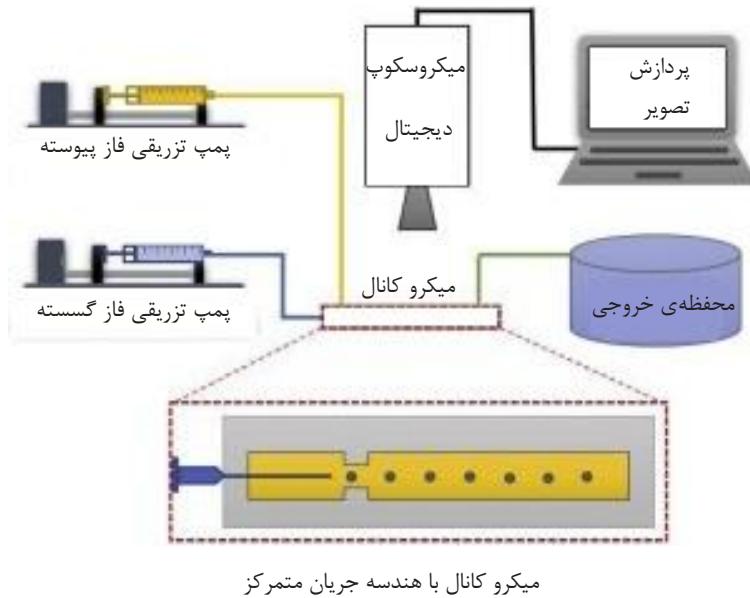 میکروسکوپ
دیجیتال
پردازش
تصویر
پمپ تزریقی فاز پیوسته
پمپ تزریقی فاز گسسته
میکرو کانال
محفظه‌ی خروجی
میکرو کانال با هندسه جریان متمرکز